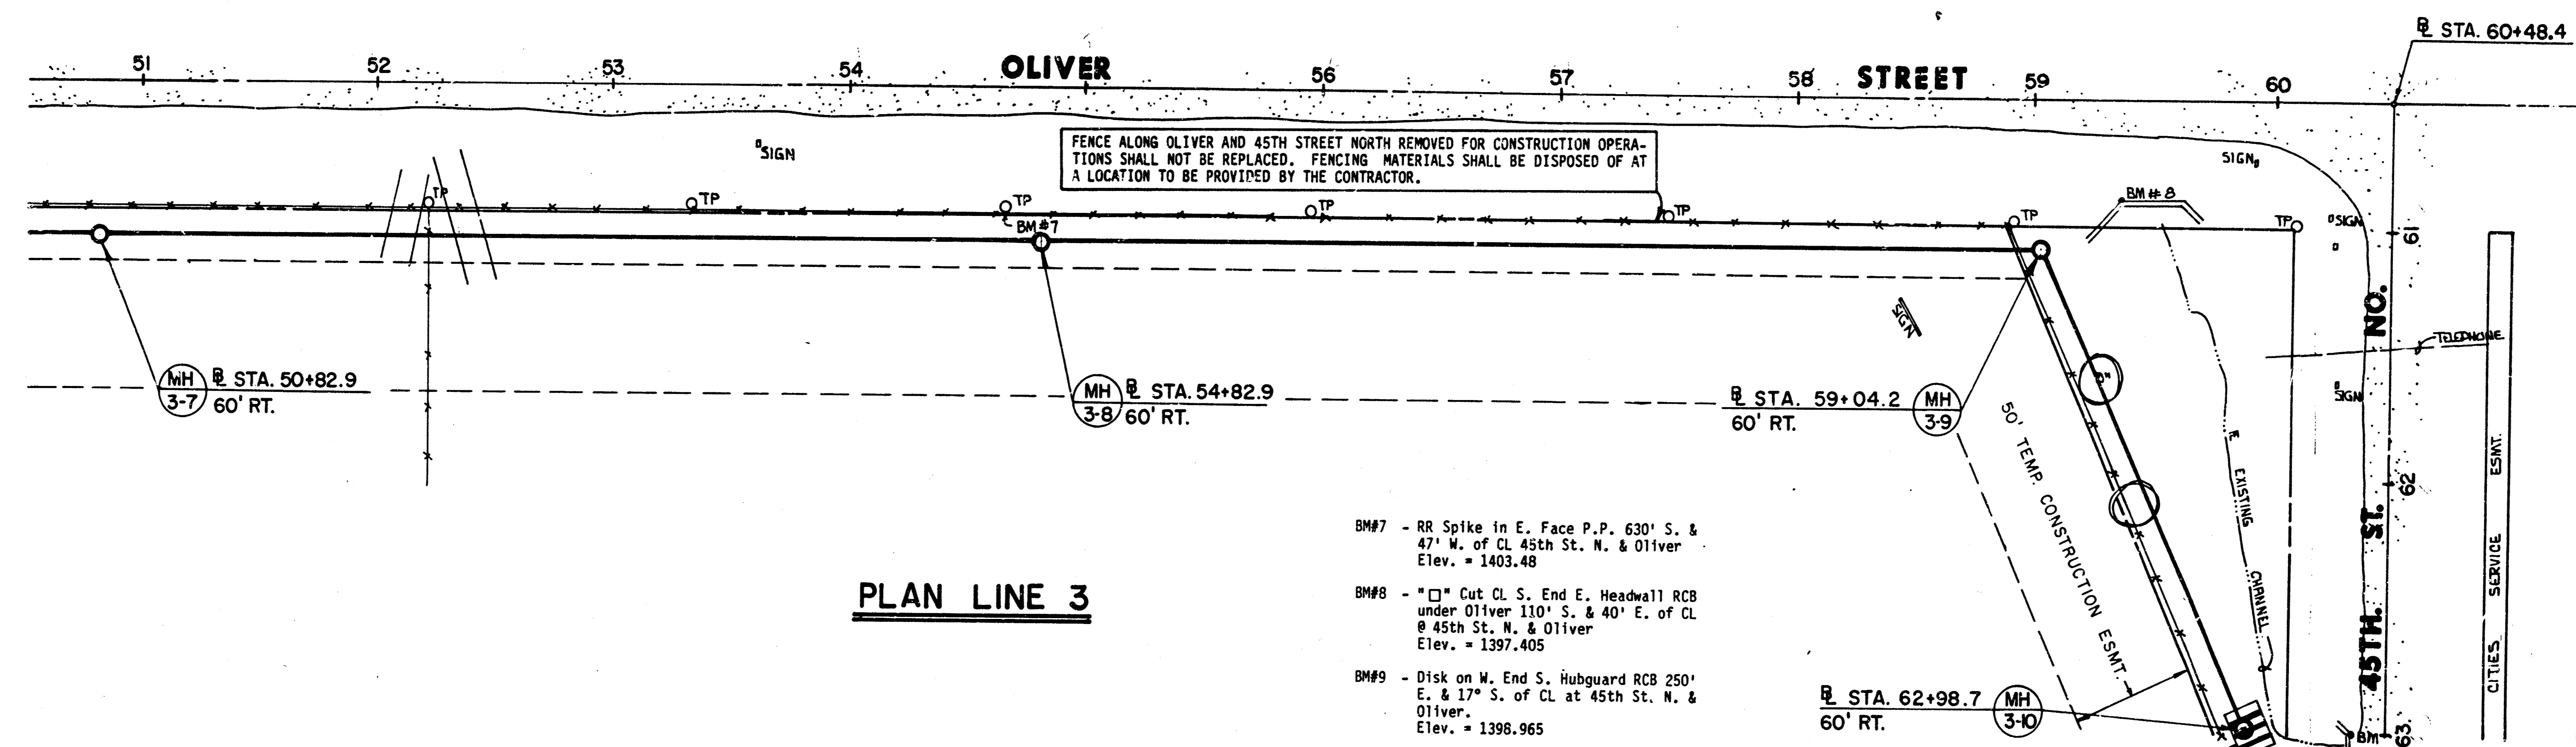 ℄ STA. 60+48.4
51
52
53
54
OLIVER
56
57
58
STREET
59
60
FENCE ALONG OLIVER AND 45TH STREET NORTH REMOVED FOR CONSTRUCTION OPERA-
TIONS SHALL NOT BE REPLACED. FENCING MATERIALS SHALL BE DISPOSED OF AT
A LOCATION TO BE PROVIDED BY THE CONTRACTOR.
SIGN
SIGN
TP
TP
TP
BM#7
TP
TP
TP
BM#8
TP
SIGN
61
SIGN
TELEPHONE
SIGN
MH
3-7
℄ STA. 50+82.9
60' RT.
MH
3-8
℄ STA. 54+82.9
60' RT.
℄ STA. 59+04.2
60' RT.
MH
3-9
50' TEMP. CONSTRUCTION ESMT.
℄ EXISTING CHANNEL
45TH. ST. NO.
62
CITIES SERVICE ESMT.
PLAN LINE 3
BM#7 - RR Spike in E. Face P.P. 630' S. &
47' W. of CL 45th St. N. & Oliver
Elev. = 1403.48
BM#8 - "□" Cut CL S. End E. Headwall RCB
under Oliver 110' S. & 40' E. of CL
@ 45th St. N. & Oliver
Elev. = 1397.405
BM#9 - Disk on W. End S. Hubguard RCB 250'
E. & 17° S. of CL at 45th St. N. &
Oliver.
Elev. = 1398.965
℄ STA. 62+98.7
60' RT.
MH
3-10
BM
63